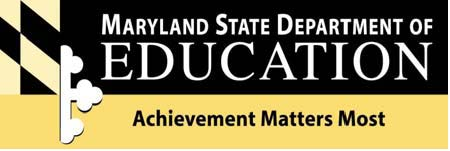 MARYLAND STATE DEPARTMENT OF
EDUCATION
Achievement Matters Most